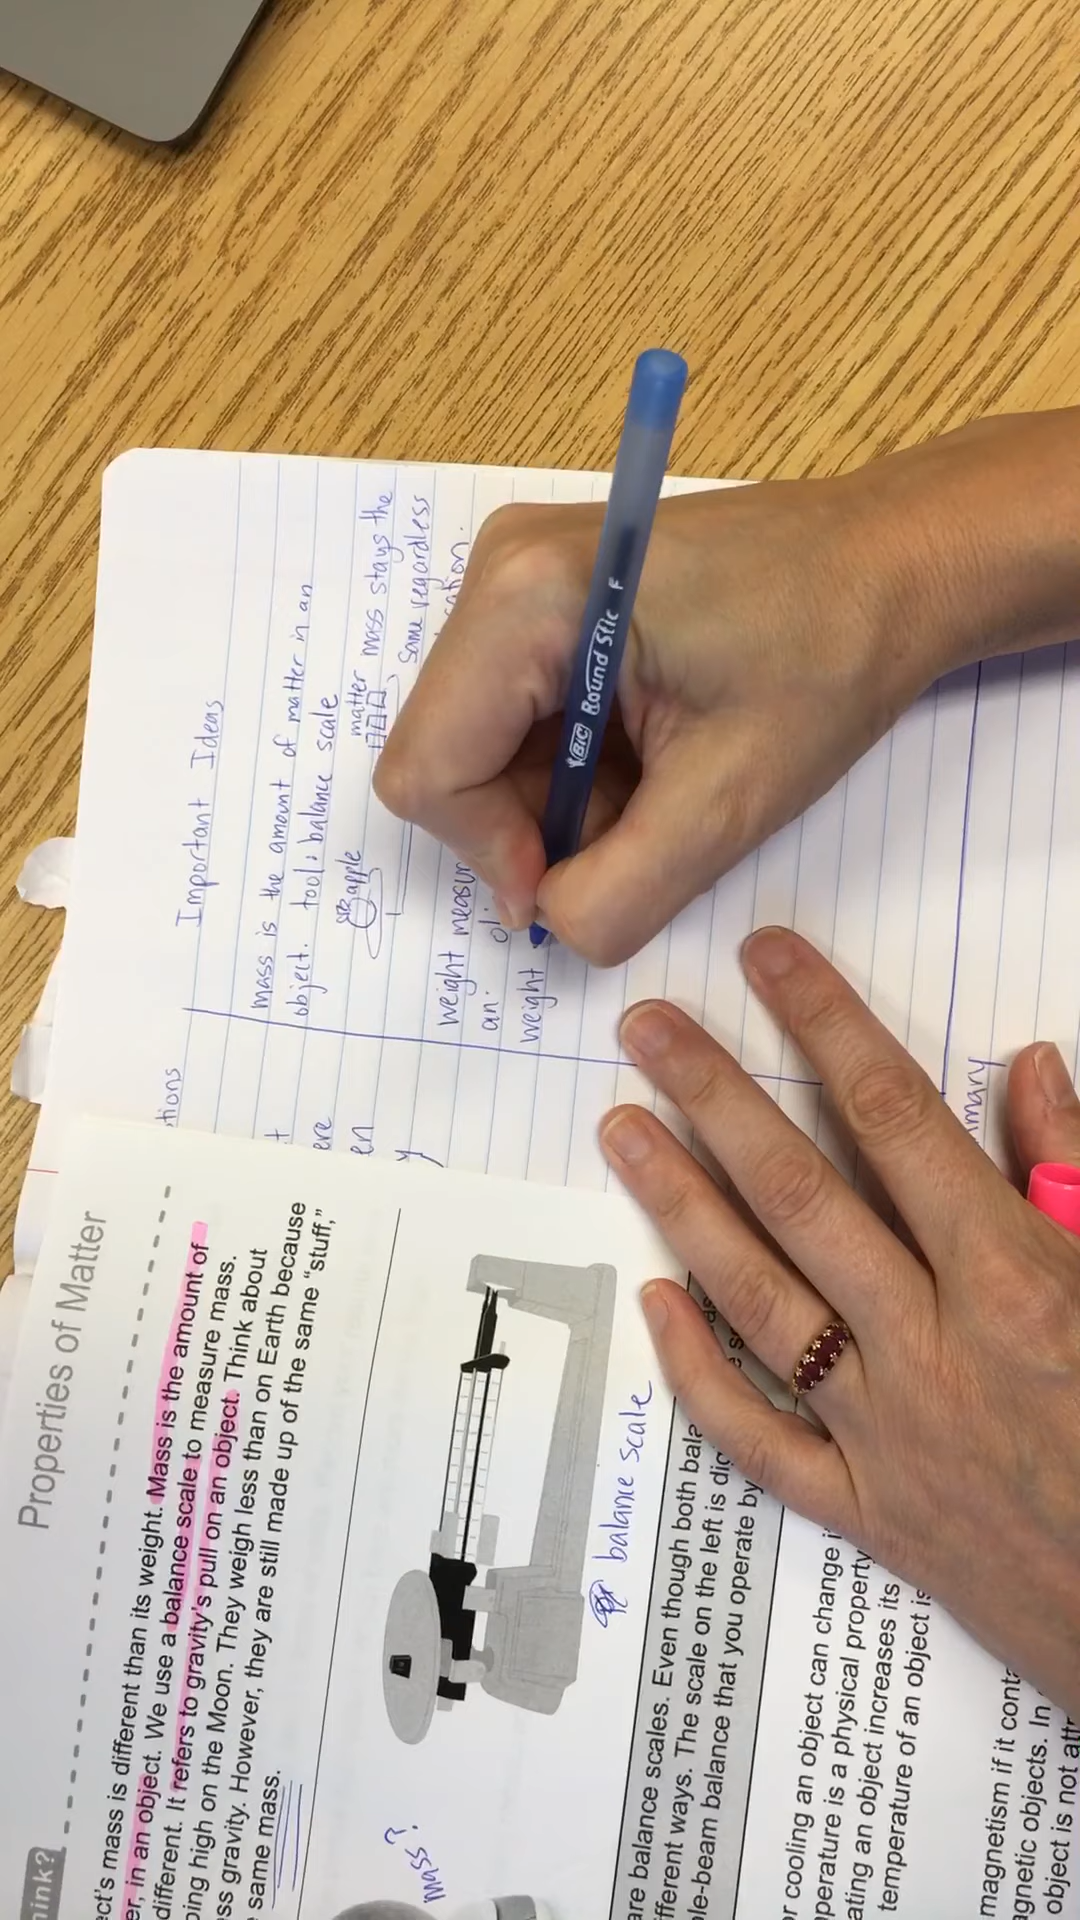 Important Ideas
tions
mass is the amount of matter in an
object. tool: balance scale
ere
apple
matter
mass stays the
en
same regardless
y
weight measur
an
weight
mmary
BIC Round Stic F
Properties of Matter
hink?
ect's mass is different than its weight. Mass is the amount of
er, in an object. We use a balance scale to measure mass.
different. It refers to gravity's pull on an object. Think about
ping high on the Moon. They weigh less than on Earth because
ss gravity. However, they are still made up of the same “stuff,”
same mass.
mass?
balance scale
are balance scales. Even though both bala
ifferent ways. The scale on the left is dig
ple-beam balance that you operate by
r cooling an object can change i
perature is a physical property
ating an object increases its
temperature of an object is
magnetism if it conta
agnetic objects. In
object is not att